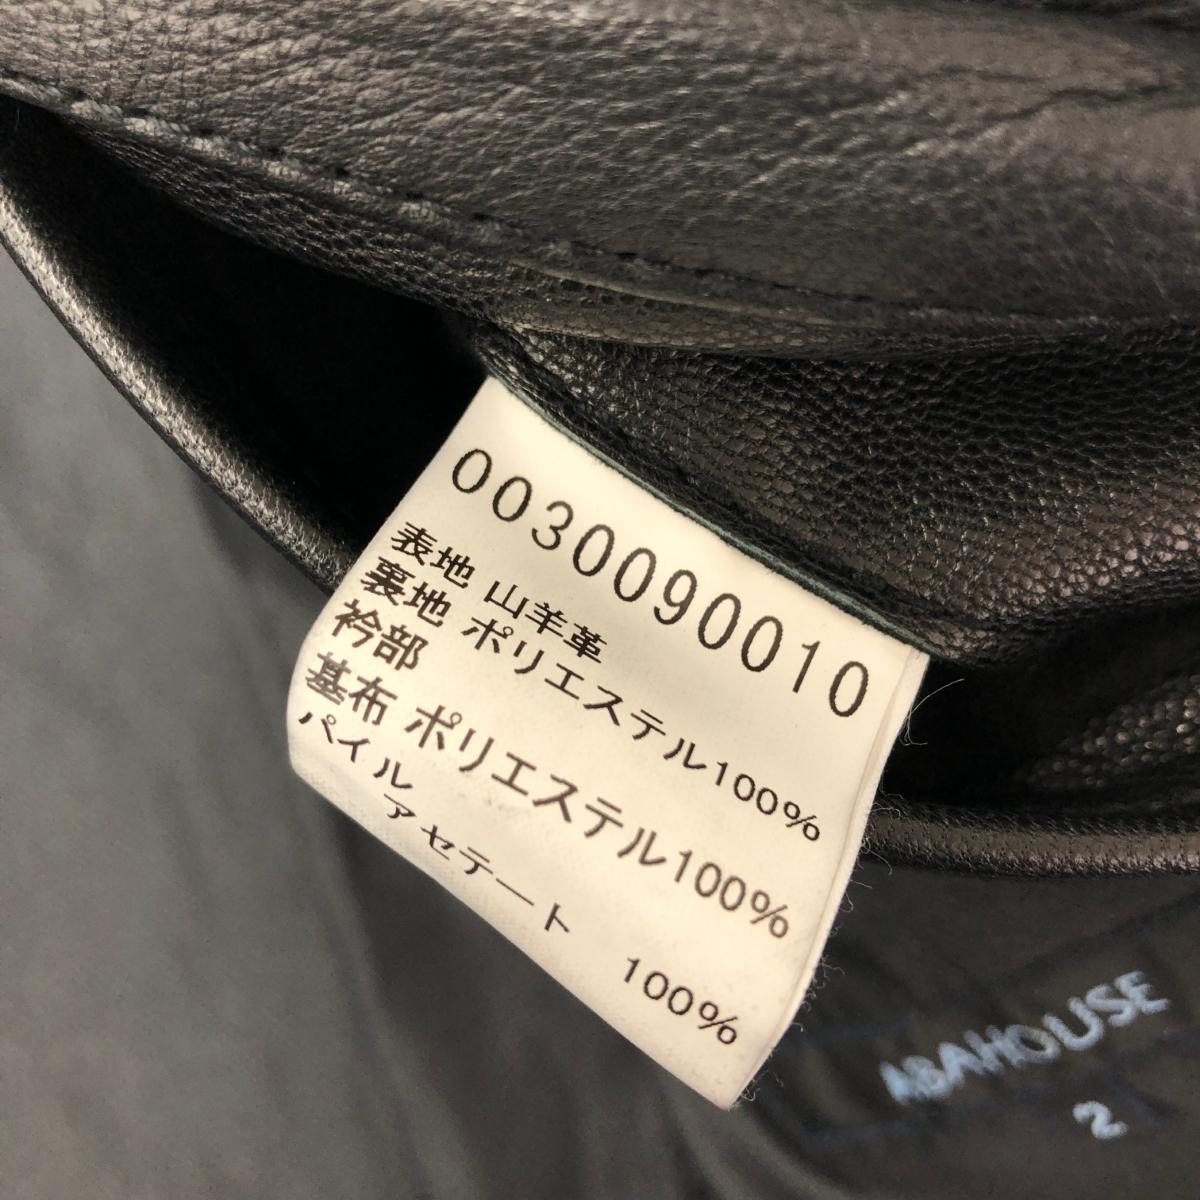 0030090010
表地 山羊革
裏地 ポリエステル100%
衿部
基布 ポリエステル100%
パイル
アセテート 100%
ABAHOUSE
2